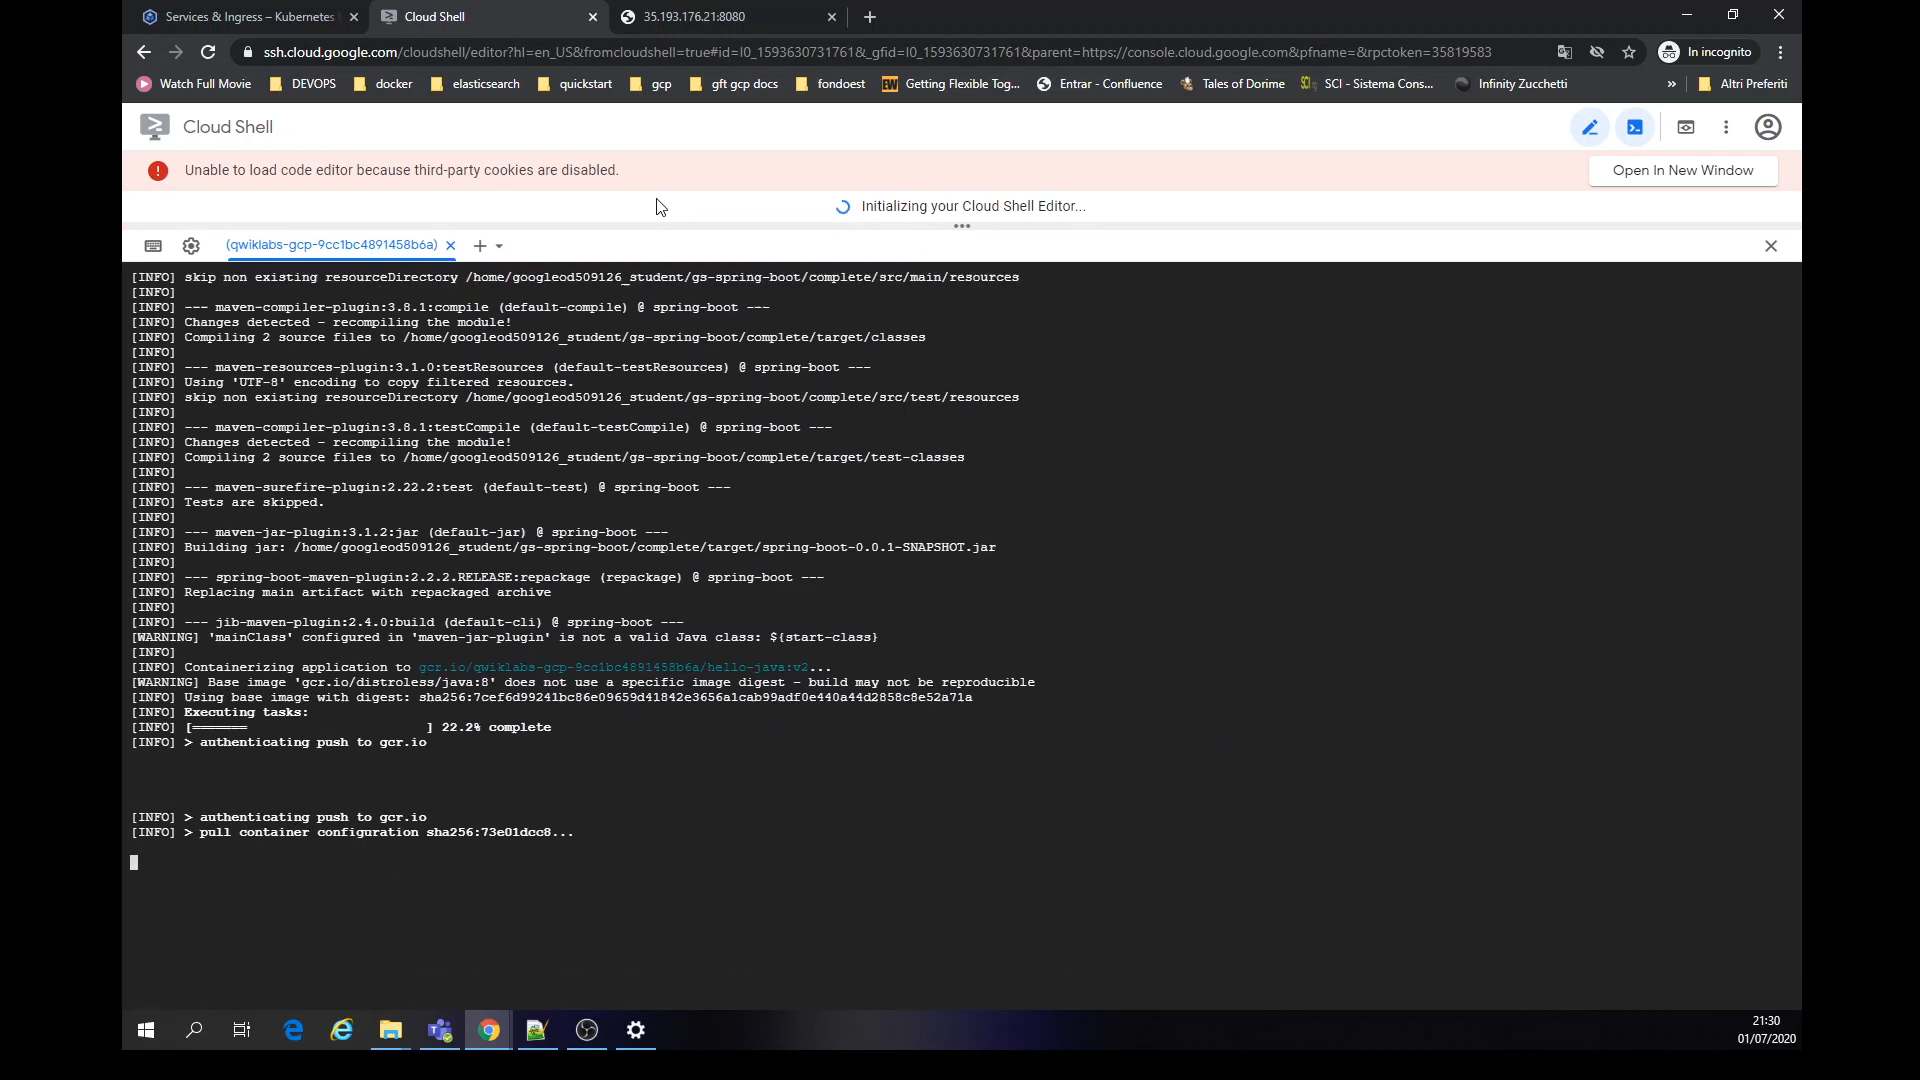 Services & Ingress – Kubernetes
Cloud Shell
35.193.176.21:8080
ssh.cloud.google.com/cloudshell/editor?hl=en_US&fromcloudshell=true#id=I0_1593630731761&_gfid=I0_1593630731761&parent=https://console.cloud.google.com&pfname=&rpctoken=35819583
In incognito
Watch Full Movie
DEVOPS
docker
elasticsearch
quickstart
gcp
gft gcp docs
fondoest
Getting Flexible Tog...
Entrar - Confluence
Tales of Dorime
SCI - Sistema Cons...
Infinity Zucchetti
»
Altri Preferiti
Cloud Shell
Unable to load code editor because third-party cookies are disabled.
Open In New Window
Initializing your Cloud Shell Editor...
(qwiklabs-gcp-9cc1bc4891458b6a)
[INFO] skip non existing resourceDirectory /home/googleod509126_student/gs-spring-boot/complete/src/main/resources
[INFO]
[INFO] --- maven-compiler-plugin:3.8.1:compile (default-compile) @ spring-boot ---
[INFO] Changes detected - recompiling the module!
[INFO] Compiling 2 source files to /home/googleod509126_student/gs-spring-boot/complete/target/classes
[INFO]
[INFO] --- maven-resources-plugin:3.1.0:testResources (default-testResources) @ spring-boot ---
[INFO] Using 'UTF-8' encoding to copy filtered resources.
[INFO] skip non existing resourceDirectory /home/googleod509126_student/gs-spring-boot/complete/src/test/resources
[INFO]
[INFO] --- maven-compiler-plugin:3.8.1:testCompile (default-testCompile) @ spring-boot ---
[INFO] Changes detected - recompiling the module!
[INFO] Compiling 2 source files to /home/googleod509126_student/gs-spring-boot/complete/target/test-classes
[INFO]
[INFO] --- maven-surefire-plugin:2.22.2:test (default-test) @ spring-boot ---
[INFO] Tests are skipped.
[INFO]
[INFO] --- maven-jar-plugin:3.1.2:jar (default-jar) @ spring-boot ---
[INFO] Building jar: /home/googleod509126_student/gs-spring-boot/complete/target/spring-boot-0.0.1-SNAPSHOT.jar
[INFO]
[INFO] --- spring-boot-maven-plugin:2.2.2.RELEASE:repackage (repackage) @ spring-boot ---
[INFO] Replacing main artifact with repackaged archive
[INFO]
[INFO] --- jib-maven-plugin:2.4.0:build (default-cli) @ spring-boot ---
[WARNING] 'mainClass' configured in 'maven-jar-plugin' is not a valid Java class: ${start-class}
[INFO]
[INFO] Containerizing application to gcr.io/qwiklabs-gcp-9cc1bc4891458b6a/hello-java:v2...
[WARNING] Base image 'gcr.io/distroless/java:8' does not use a specific image digest - build may not be reproducible
[INFO] Using base image with digest: sha256:7cef6d99241bc86e09659d41842e3656a1cab99adf0e440a44d2858c8e52a71a
[INFO] Executing tasks:
[INFO] [======= ] 22.2% complete
[INFO] > authenticating push to gcr.io
[INFO] > authenticating push to gcr.io
[INFO] > pull container configuration sha256:73e01dcc8...
21:30
01/07/2020